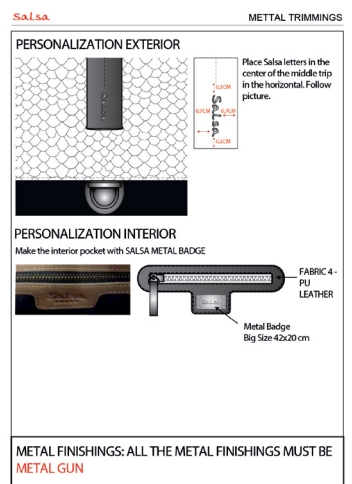 Salsa
METTAL TRIMMINGS
PERSONALIZATION EXTERIOR
Place Salsa letters in the
center of the middle trip
in the horizontal. Follow
picture.
0,5CM
0,7CM
Salsa
0,7CM
0,5CM
PERSONALIZATION INTERIOR
Make the interior pocket with SALSA METAL BADGE
Salsa
SALSA
FABRIC 4 -
PU
LEATHER
Metal Badge
Big Size 42x20 cm
METAL FINISHINGS: ALL THE METAL FINISHINGS MUST BE
METAL GUN